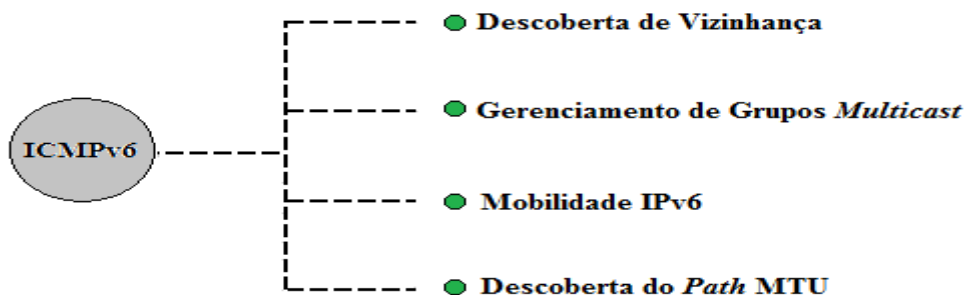 Descoberta de Vizinhança
Gerenciamento de Grupos Multicast
ICMPv6
Mobilidade IPv6
Descoberta do Path MTU